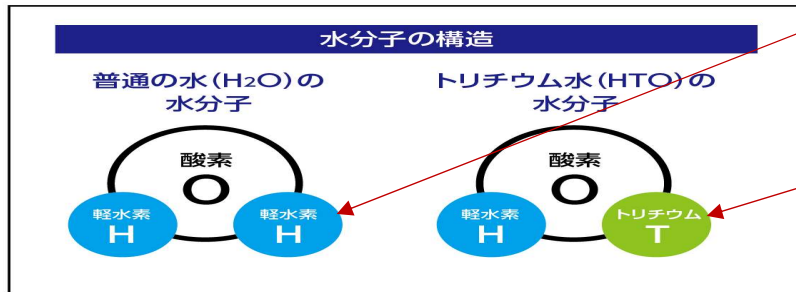 水分子の構造
普通の水(H2O)の
水分子
トリチウム水(HTO)の
水分子
酸素
O
軽水素
H
軽水素
H
酸素
O
軽水素
H
トリチウム
T